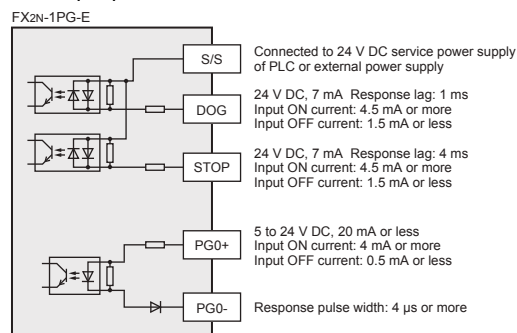 FX2N-1PG-E
S/S
Connected to 24 V DC service power supply
of PLC or external power supply
DOG
24 V DC, 7 mA Response lag: 1 ms
Input ON current: 4.5 mA or more
Input OFF current: 1.5 mA or less
STOP
24 V DC, 7 mA Response lag: 4 ms
Input ON current: 4.5 mA or more
Input OFF current: 1.5 mA or less
PG0+
5 to 24 V DC, 20 mA or less
Input ON current: 4 mA or more
Input OFF current: 0.5 mA or less
PG0-
Response pulse width: 4 µs or more